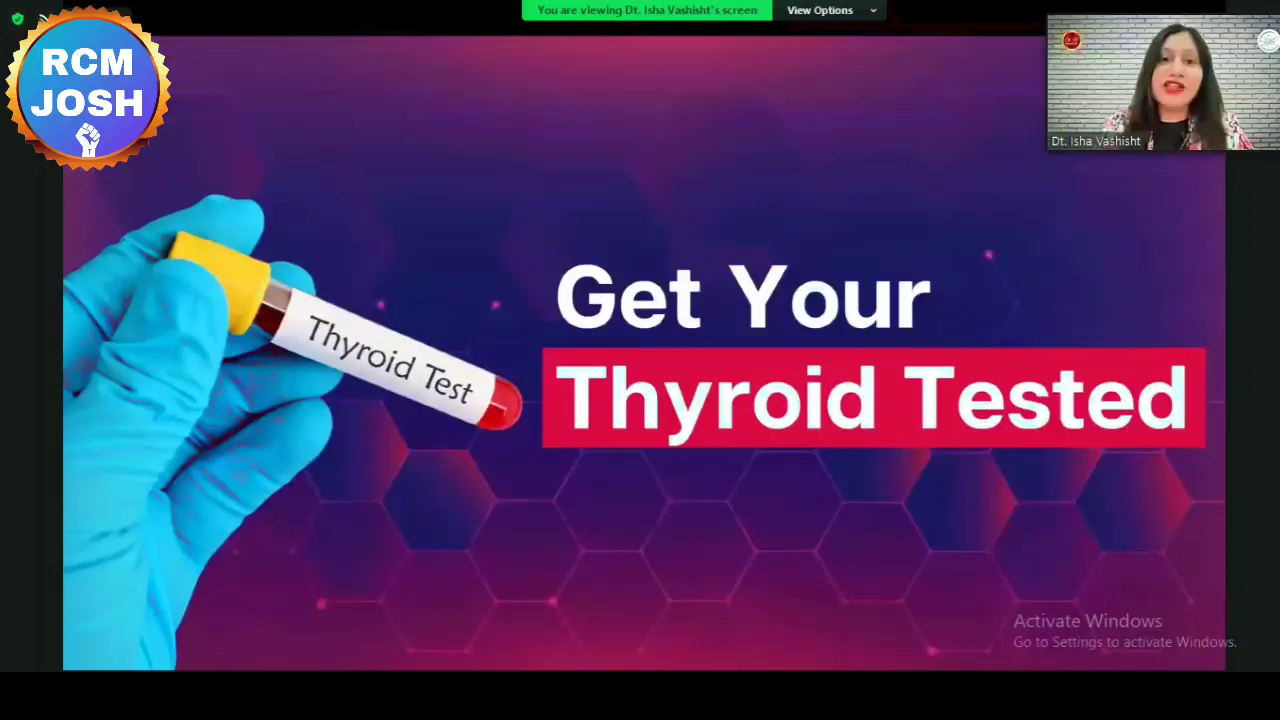 You are viewing Dt. Isha Vashisht's screen
View Options
RCM
JOSH
Dt. Isha Vashisht
Thyroid Test
Get Your
Thyroid Tested
Activate Windows
Go to Settings to activate Windows.